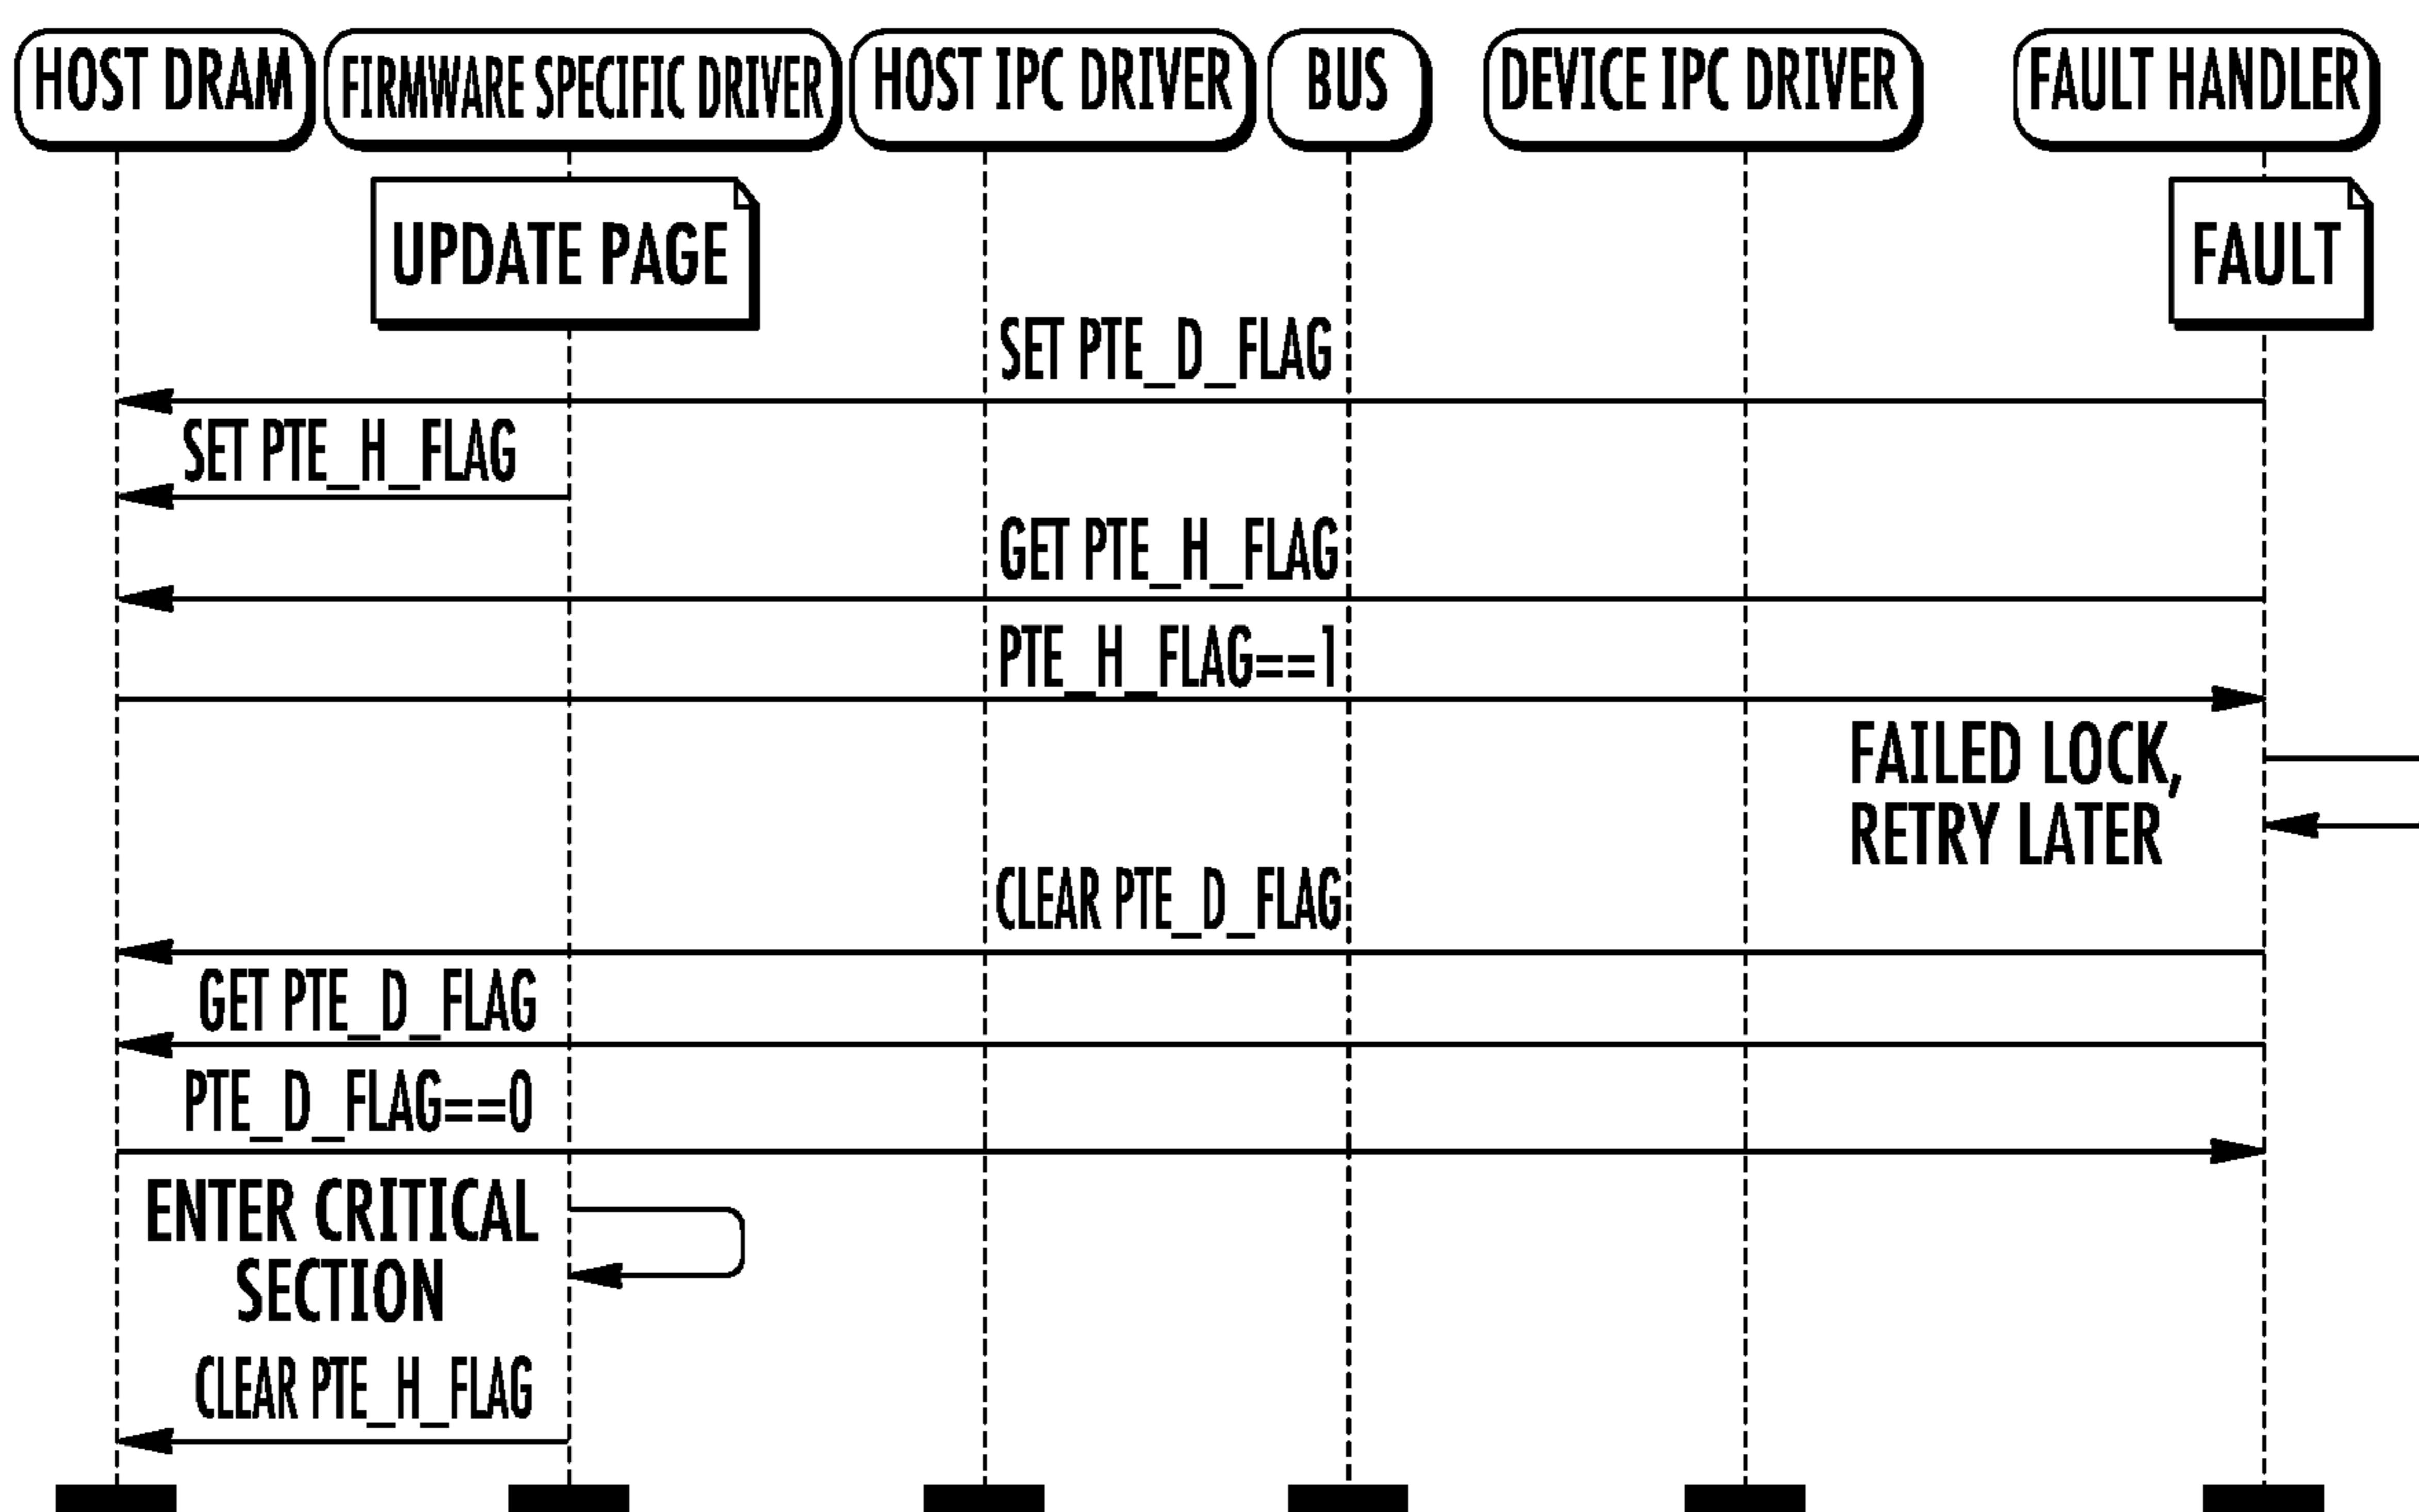 HOST DRAM
FIRMWARE SPECIFIC DRIVER
HOST IPC DRIVER
BUS
DEVICE IPC DRIVER
FAULT HANDLER
UPDATE PAGE
FAULT
SET PTE_D_FLAG
SET PTE_H_FLAG
GET PTE_H_FLAG
PTE_H_FLAG==1
FAILED LOCK,
RETRY LATER
CLEAR PTE_D_FLAG
GET PTE_D_FLAG
PTE_D_FLAG==0
ENTER CRITICAL
SECTION
CLEAR PTE_H_FLAG